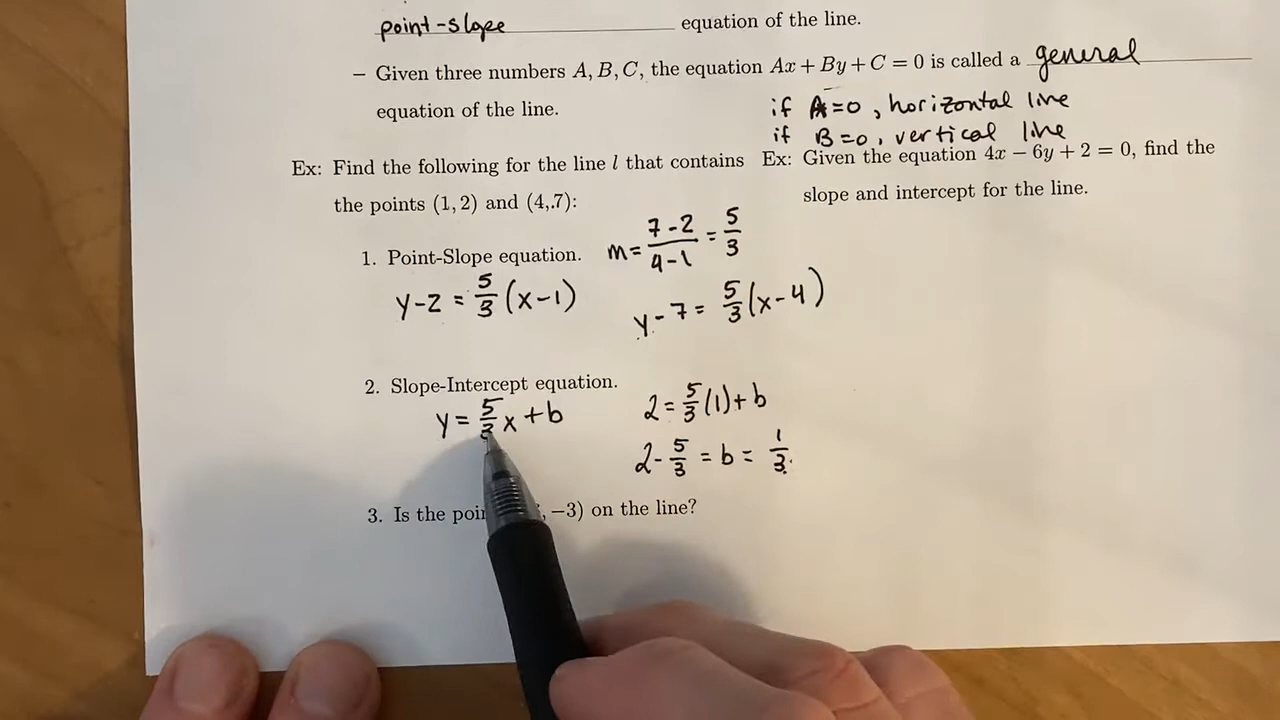 point-slope equation of the line.
– Given three numbers A, B, C, the equation Ax + By + C = 0 is called a general
equation of the line.
if A=0, horizontal line
if B=0, vertical line
Ex: Find the following for the line l that contains
the points (1, 2) and (4,.7):
m = 7-2 / 4-1 = 5/3
1. Point-Slope equation.
y-2 = 5/3 (x-1)
y-7 = 5/3 (x-4)
2. Slope-Intercept equation.
y = 5/3 x + b
2 = 5/3 (1) + b
2 - 5/3 = b = 1/3.
3. Is the , −3) on the line?
Ex: Given the equation 4x − 6y + 2 = 0, find the
slope and intercept for the line.